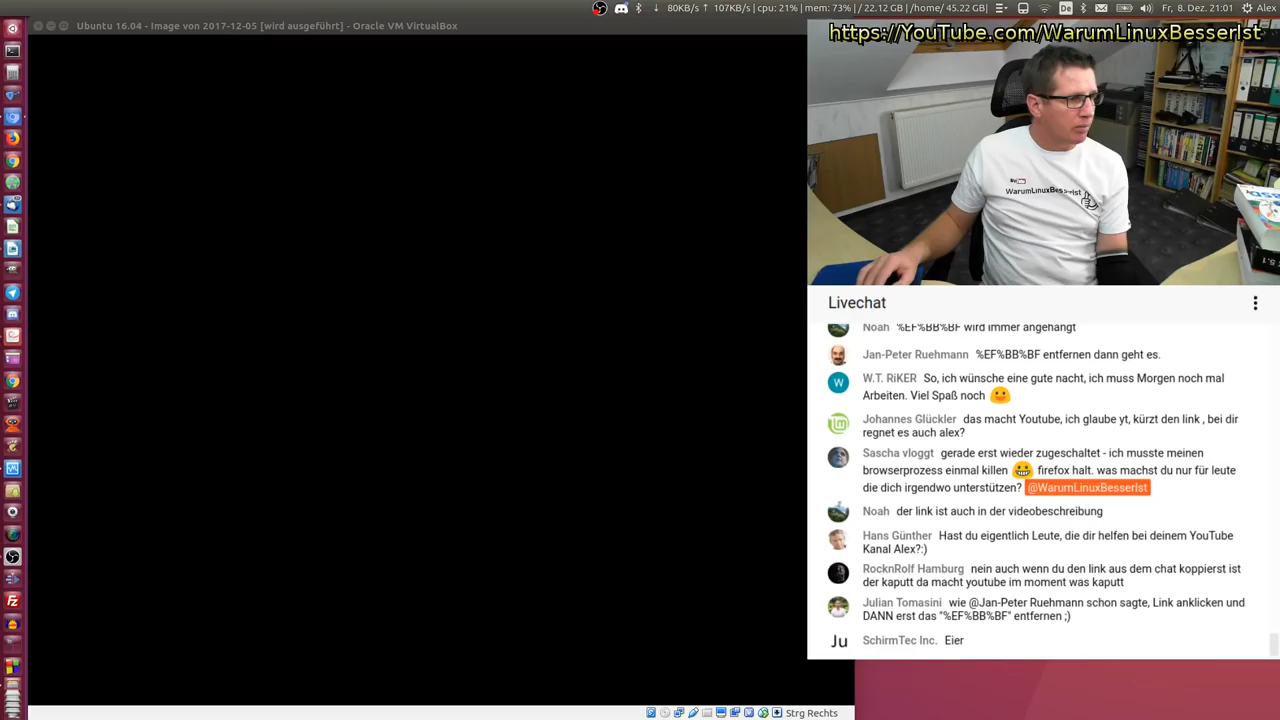 80KB/s ↑ 107KB/s | cpu: 21% | mem: 73% // 22.12 GB | /home/ 45.22 GB | De Fr, 8. Dez, 21:01 Alex
Ubuntu 16.04 - Image von 2017-12-05 [wird ausgeführt] - Oracle VM VirtualBox
https://YouTube.com/WarumLinuxBesserIst
WarumLinuxBesserIst
Livechat
Noah %EF%BB%BF wird immer angehängt
Jan-Peter Ruehmann %EF%BB%BF entfernen dann geht es.
W.T. RiKER So, ich wünsche eine gute nacht, ich muss Morgen noch mal
Arbeiten. Viel Spaß noch
Johannes Glückler das macht Youtube, ich glaube yt, kürzt den link , bei dir
regnet es auch alex?
Sascha vloggt gerade erst wieder zugeschaltet - ich musste meinen
browserprozess einmal killen firefox halt. was machst du nur für leute
die dich irgendwo unterstützen? @WarumLinuxBesserIst
Noah der link ist auch in der videobeschreibung
Hans Günther Hast du eigentlich Leute, die dir helfen bei deinem YouTube
Kanal Alex?:)
RocknRolf Hamburg nein auch wenn du den link aus dem chat koppierst ist
der kaputt da macht youtube im moment was kaputt
Julian Tomasini wie @Jan-Peter Ruehmann schon sagte, Link anklicken und
DANN erst das "%EF%BB%BF" entfernen ;)
Ju SchirmTec Inc. Eier
Strg Rechts